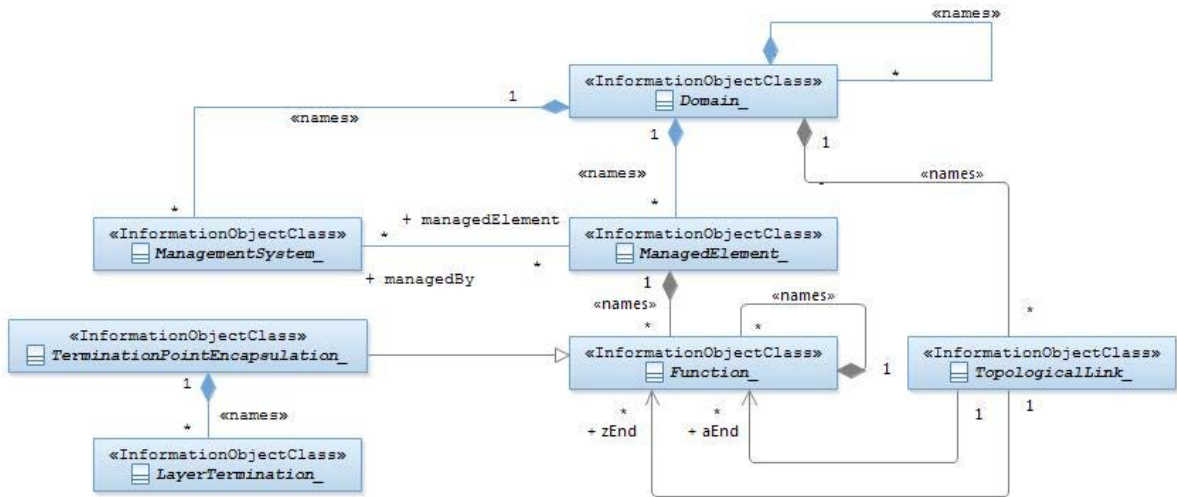 «names»
«InformationObjectClass»
Domain_
*
1
«names»
1
1
«names»
«names»
*
*
*
«InformationObjectClass»
ManagementSystem_
+ managedElement
*
*
+ managedBy
«InformationObjectClass»
ManagedElement_
1
«names»
«names»
*
*
«InformationObjectClass»
TerminationPointEncapsulation_
«InformationObjectClass»
Function_
1
«InformationObjectClass»
TopologicalLink_
1
«names»
*
*
+ zEnd
*
+ aEnd
1
1
«InformationObjectClass»
LayerTermination_